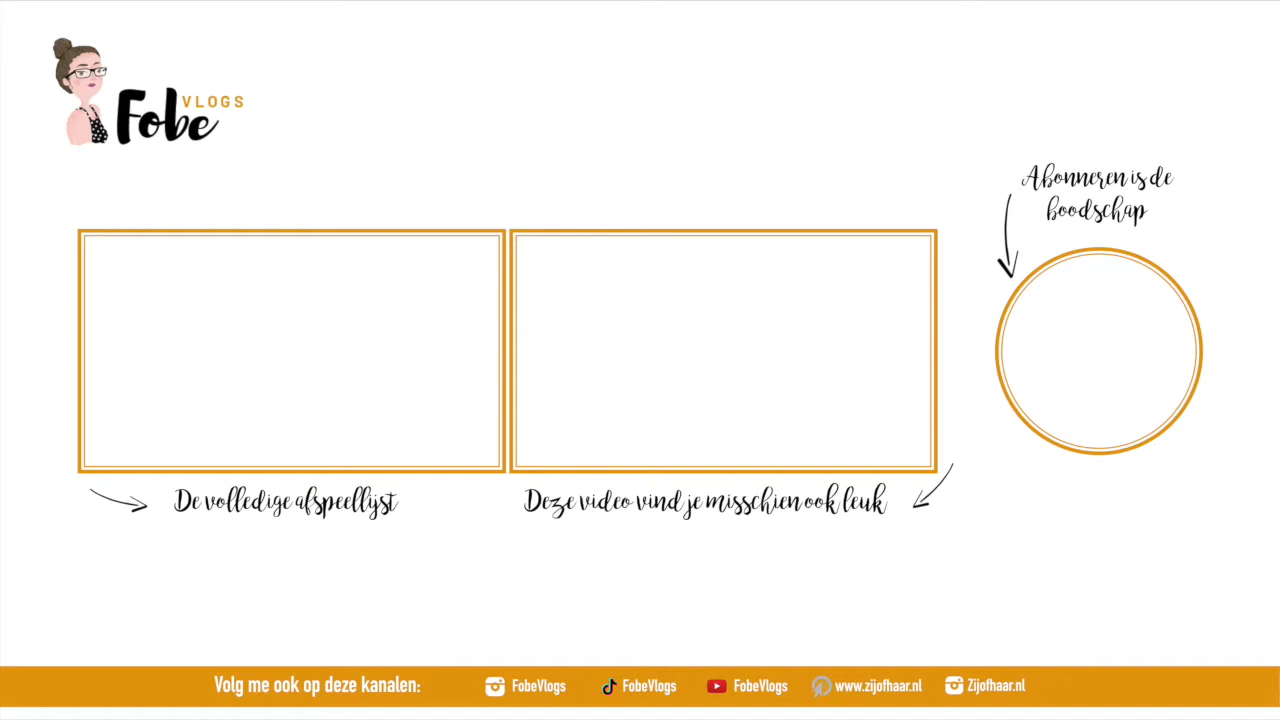 VLOGS
Fobe
Abonneren is de
boodschap
De volledige afspeellijst
Deze video vind je misschien ook leuk
Volg me ook op deze kanalen: FobeVlogs FobeVlogs FobeVlogs www.zijofhaar.nl Zijofhaar.nl